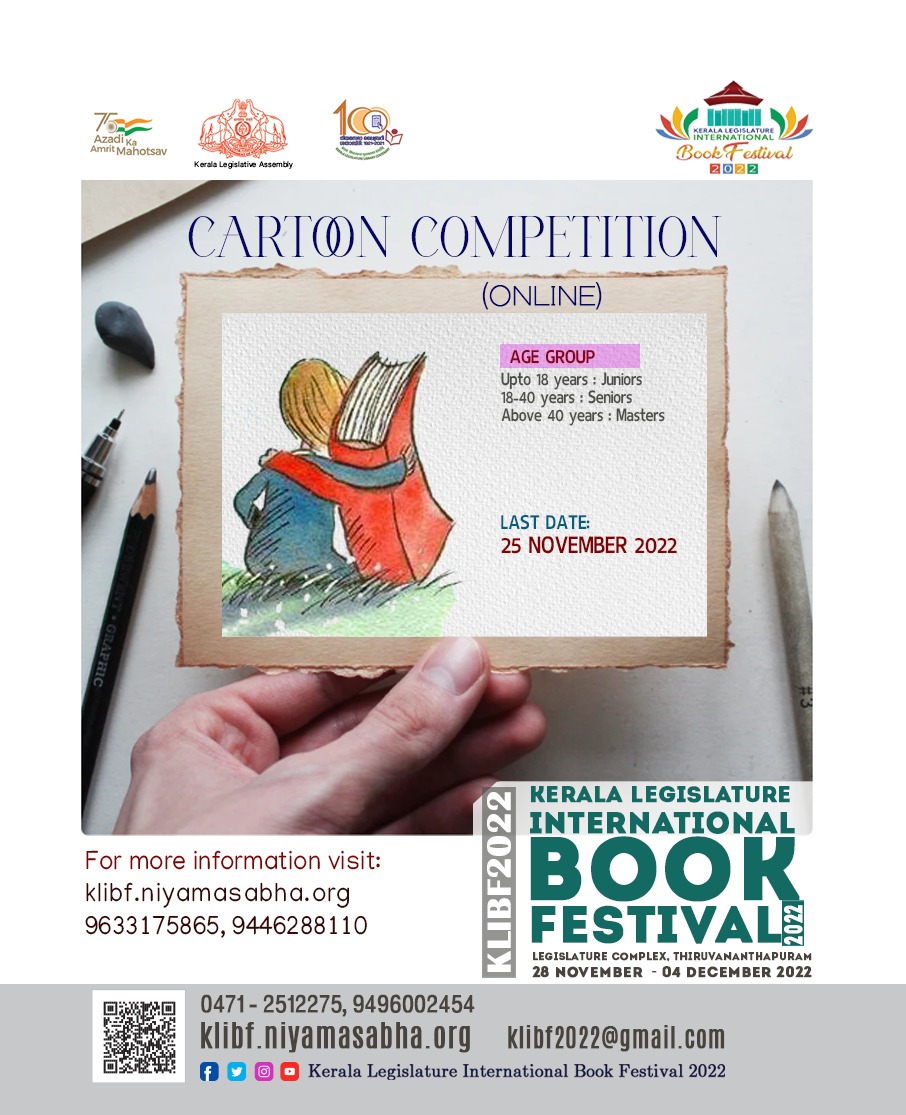 75
Azadi Ka
Amrit Mahotsav
Kerala Legislative Assembly
100
KERALA LEGISLATURE
INTERNATIONAL
Book Festival
2022
CARTOON COMPETITION
(ONLINE)
AGE GROUP
Upto 18 years : Juniors
18-40 years : Seniors
Above 40 years : Masters
LAST DATE:
25 NOVEMBER 2022
GRAPHIC
#3
KLIBF2022
KERALA LEGISLATURE
INTERNATIONAL
BOOK
FESTIVAL 2022
LEGISLATURE COMPLEX, THIRUVANANTHAPURAM
28 NOVEMBER - 04 DECEMBER 2022
For more information visit:
klibf.niyamasabha.org
9633175865, 9446288110
0471 - 2512275, 9496002454
klibf.niyamasabha.org klibf2022@gmail.com
Kerala Legislature International Book Festival 2022